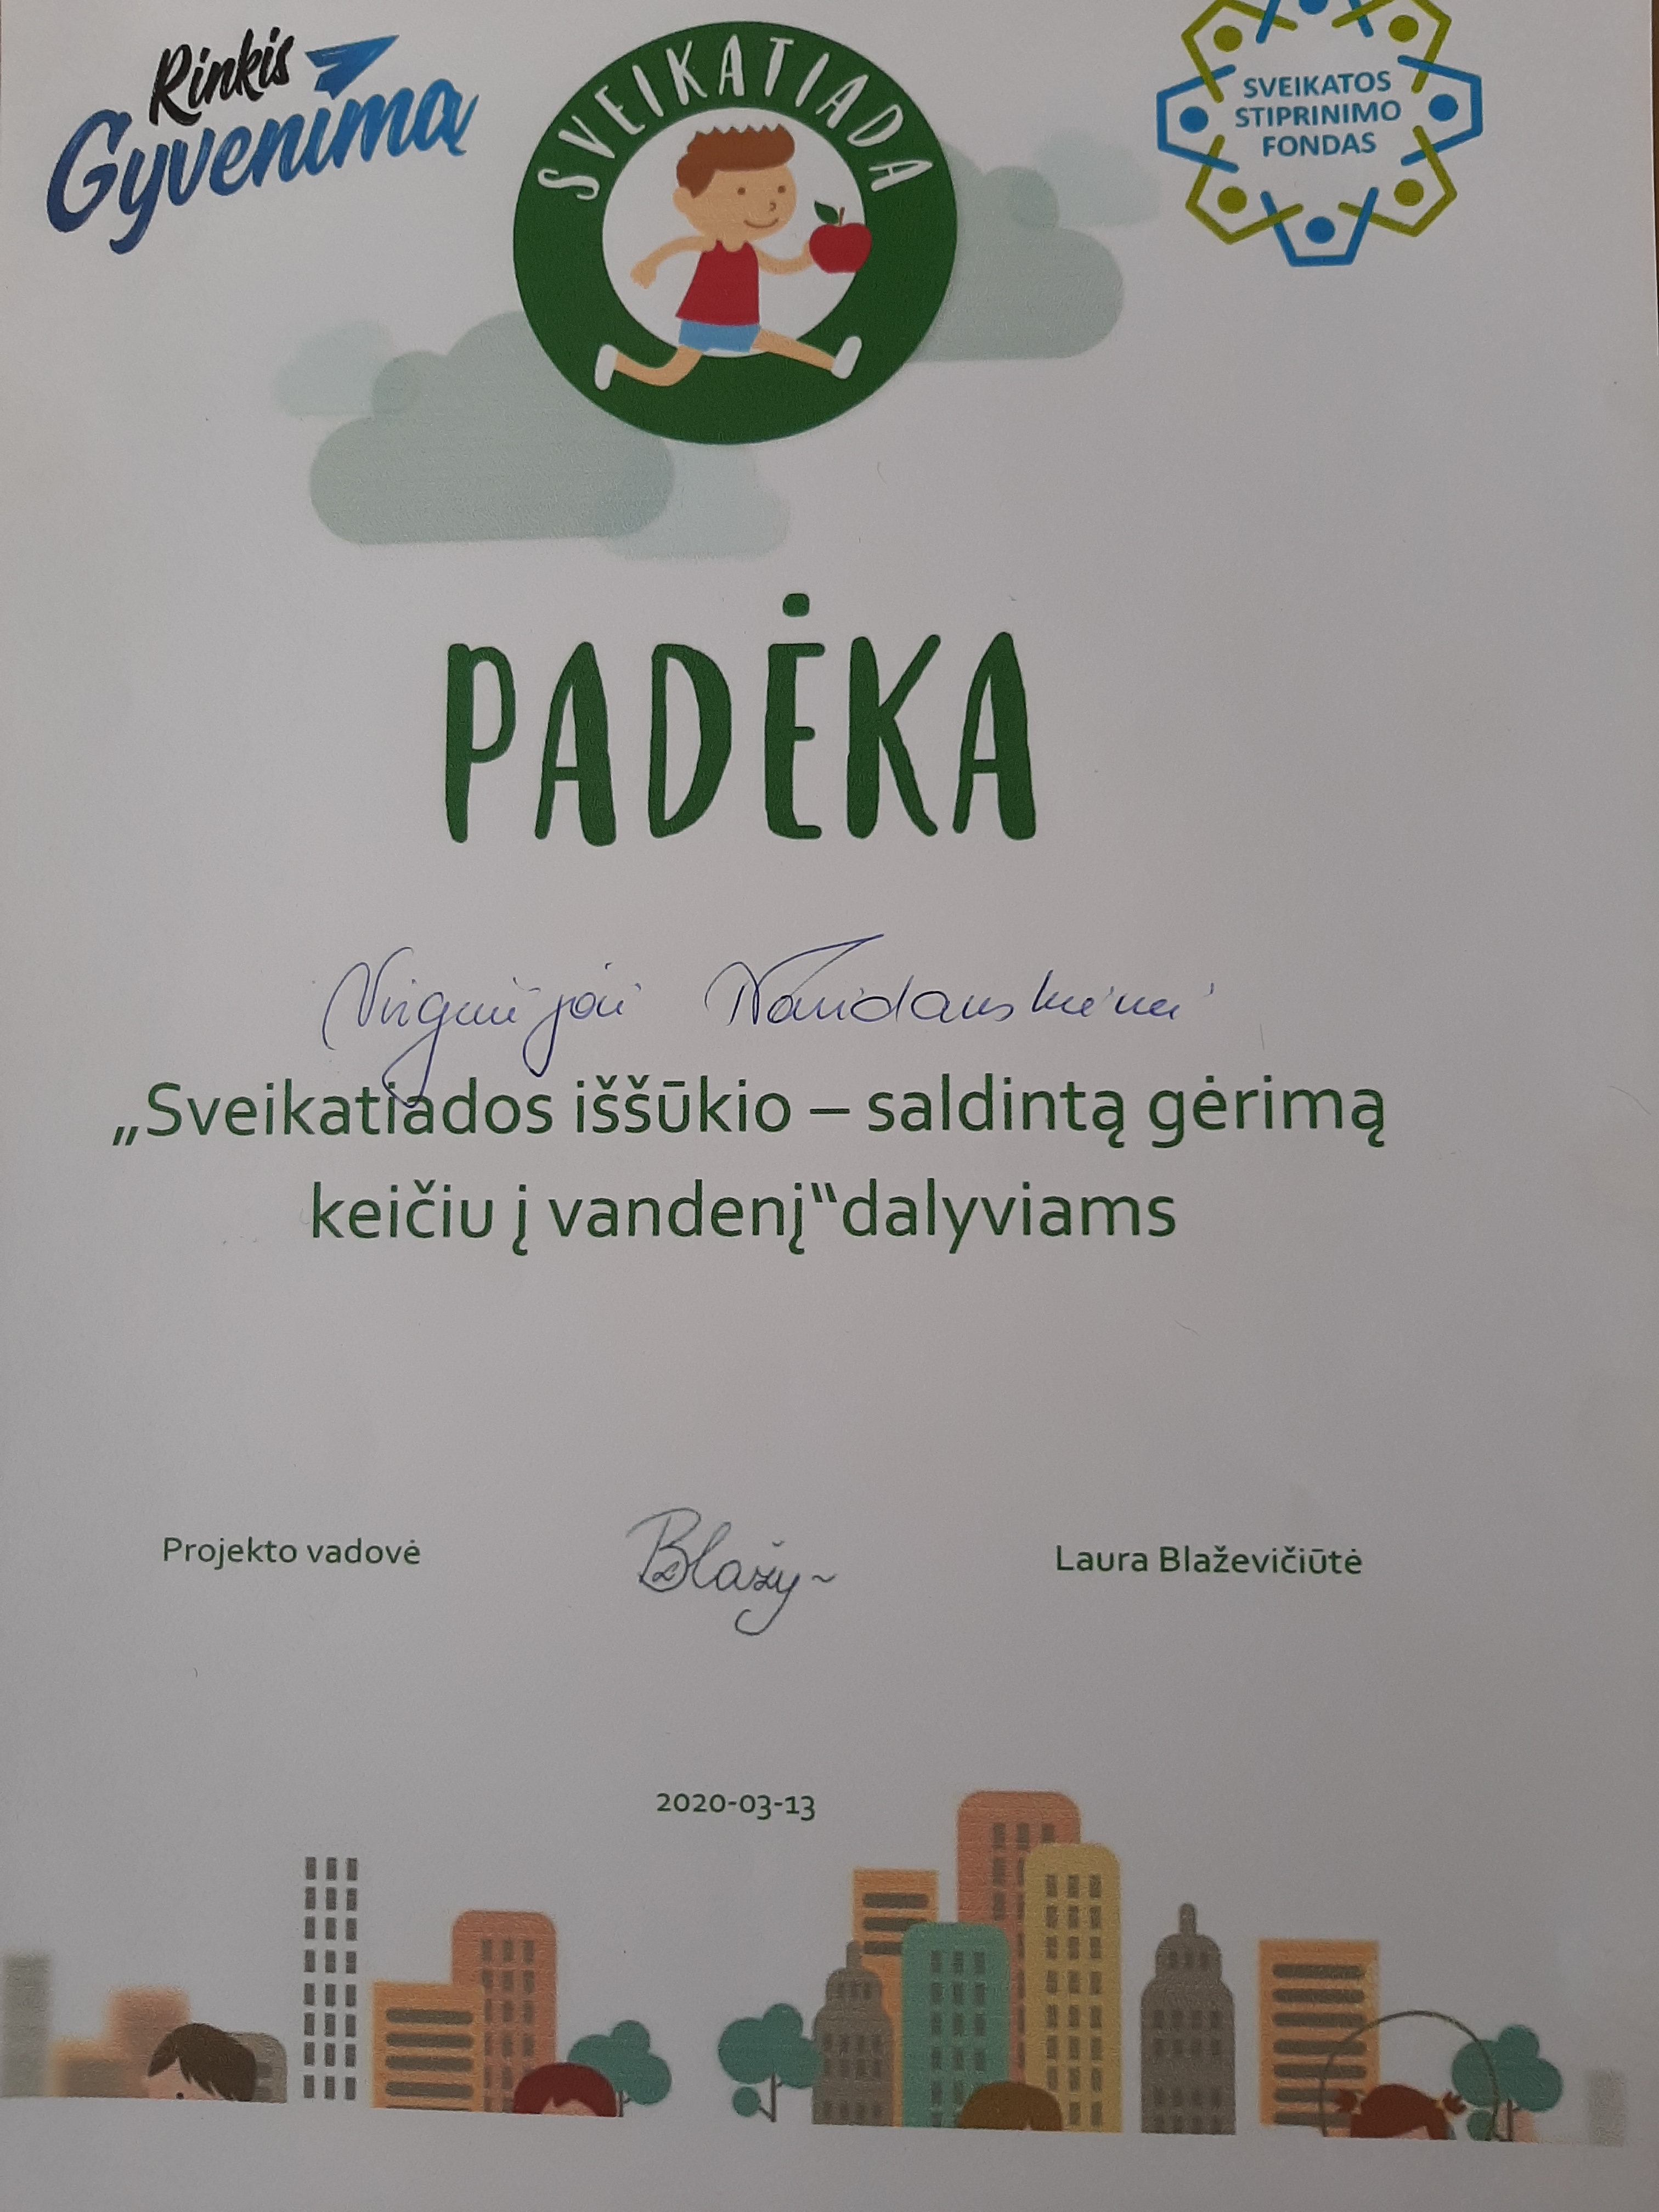 Rinkis
Gyvenimą
SVEIKATIADA
SVEIKATOS
STIPRINIMO
FONDAS
PADĖKA
Virginijai
„Sveikatiados iššūkio – saldintą gėrimą
keičiu į vandenį“dalyviams
Projekto vadovė
Laura Blaževičiūtė
2020-03-13